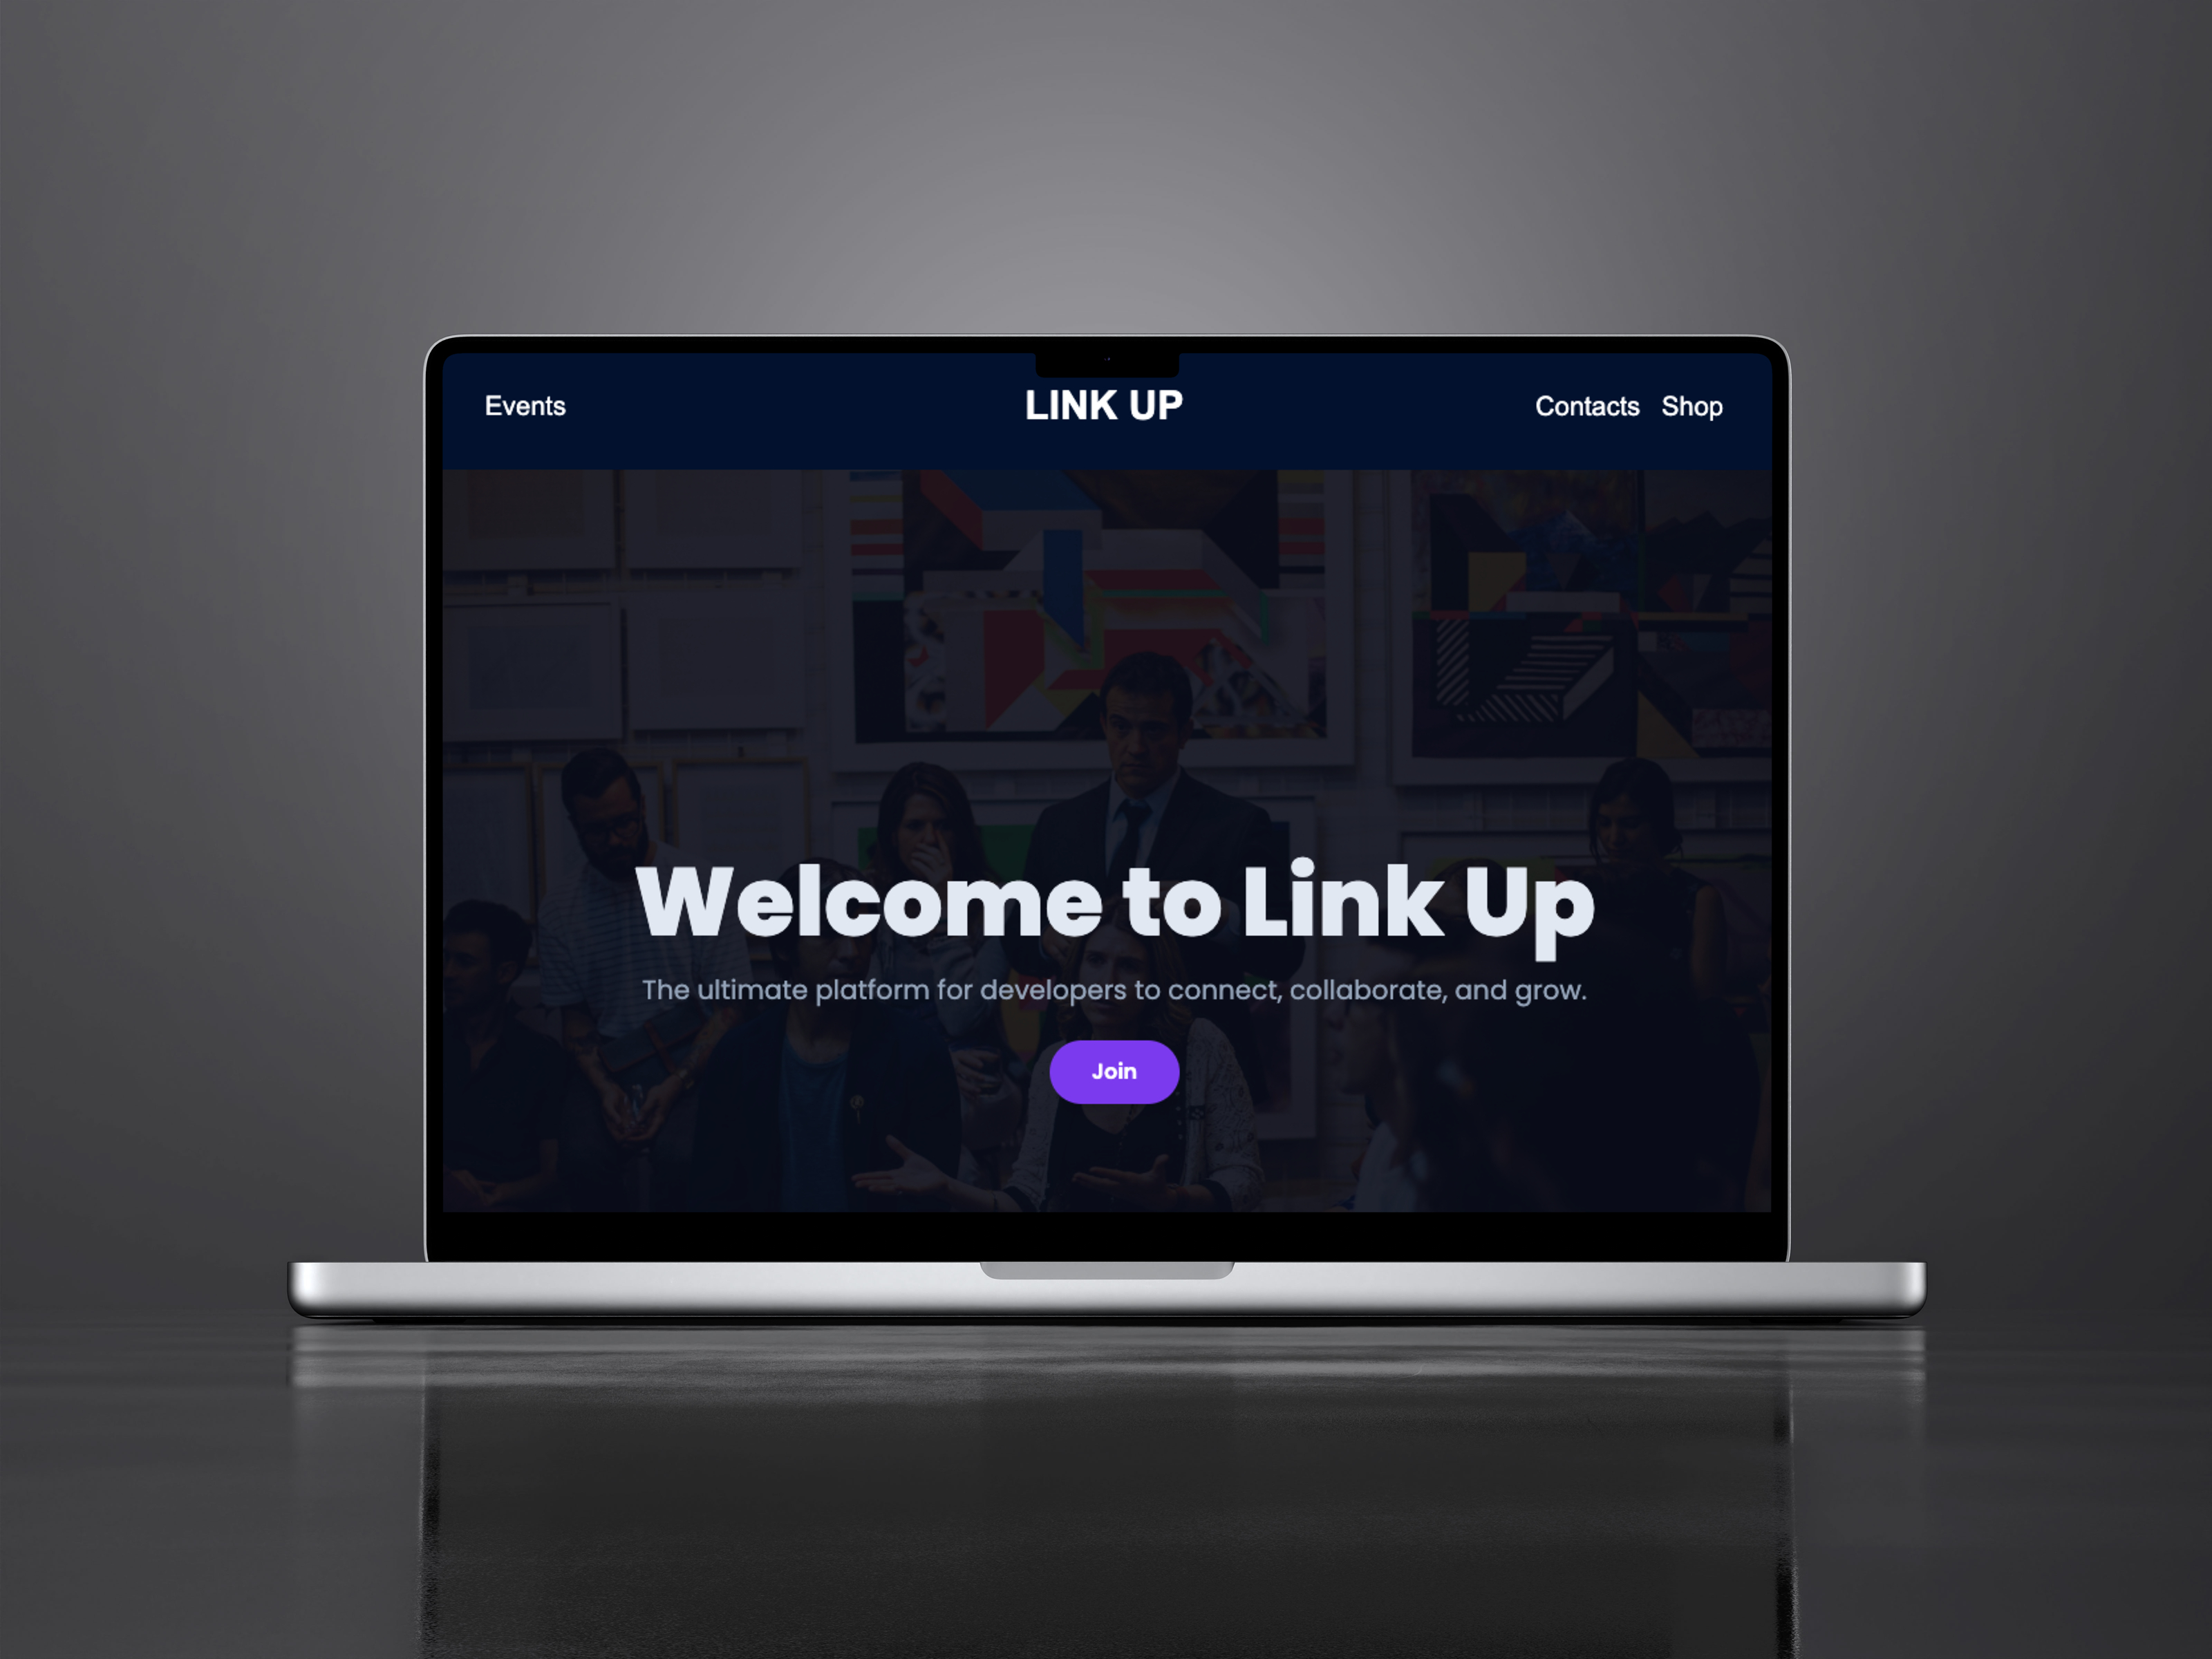 Events
LINK UP
Contacts Shop
Welcome to Link Up
The ultimate platform for developers to connect, collaborate, and grow.
Join